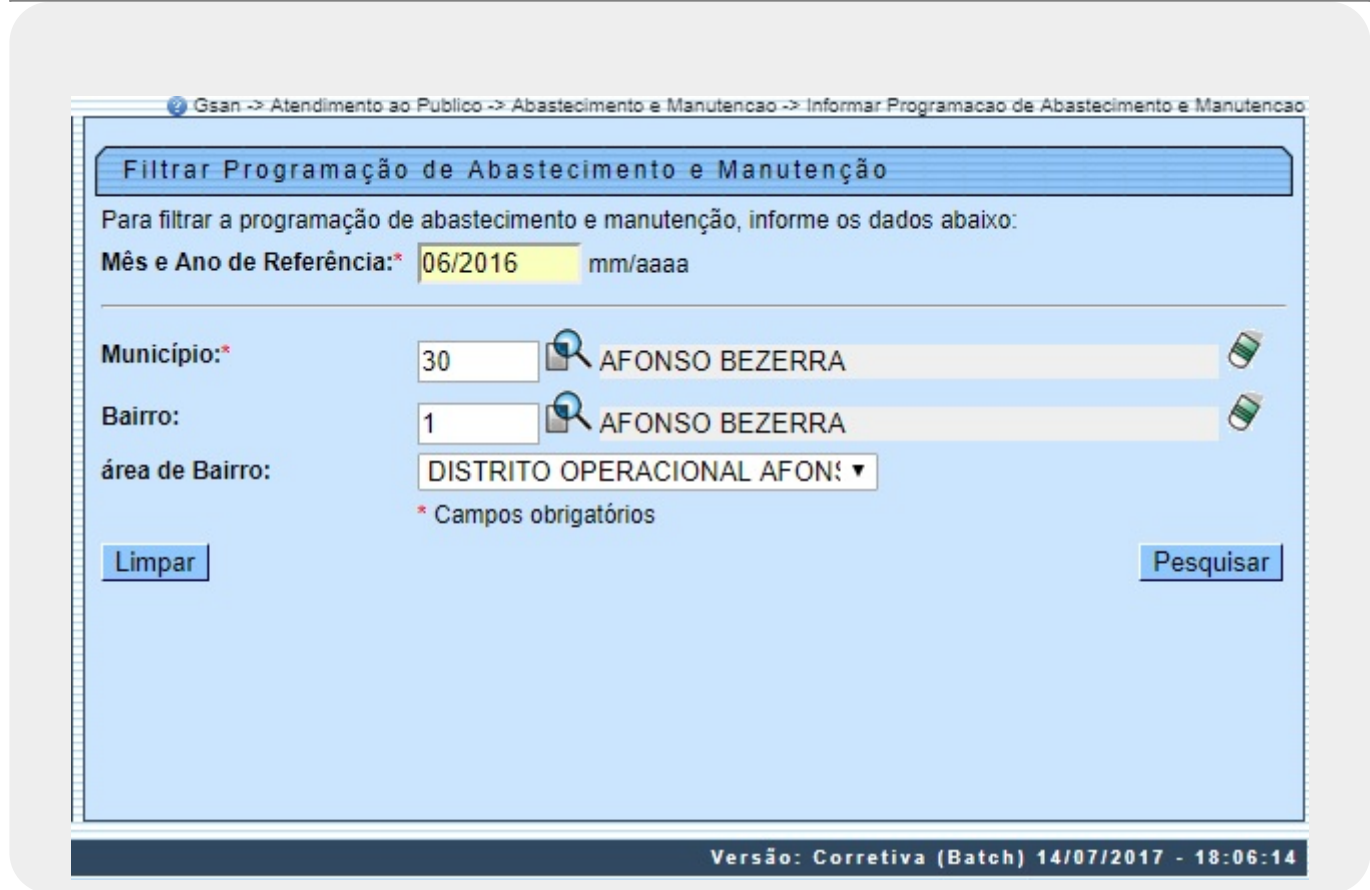 Gsan -> Atendimento ao Publico -> Abastecimento e Manutencao -> Informar Programacao de Abastecimento e Manutencao
Filtrar Programação de Abastecimento e Manutenção
Para filtrar a programação de abastecimento e manutenção, informe os dados abaixo:
Mês e Ano de Referência:* 06/2016 mm/aaaa
Município:* 30 AFONSO BEZERRA
Bairro: 1 AFONSO BEZERRA
área de Bairro: DISTRITO OPERACIONAL
* Campos obrigatórios
Limpar Pesquisar
Versão: Corretiva (Batch) 14/07/2017 - 18:06:14